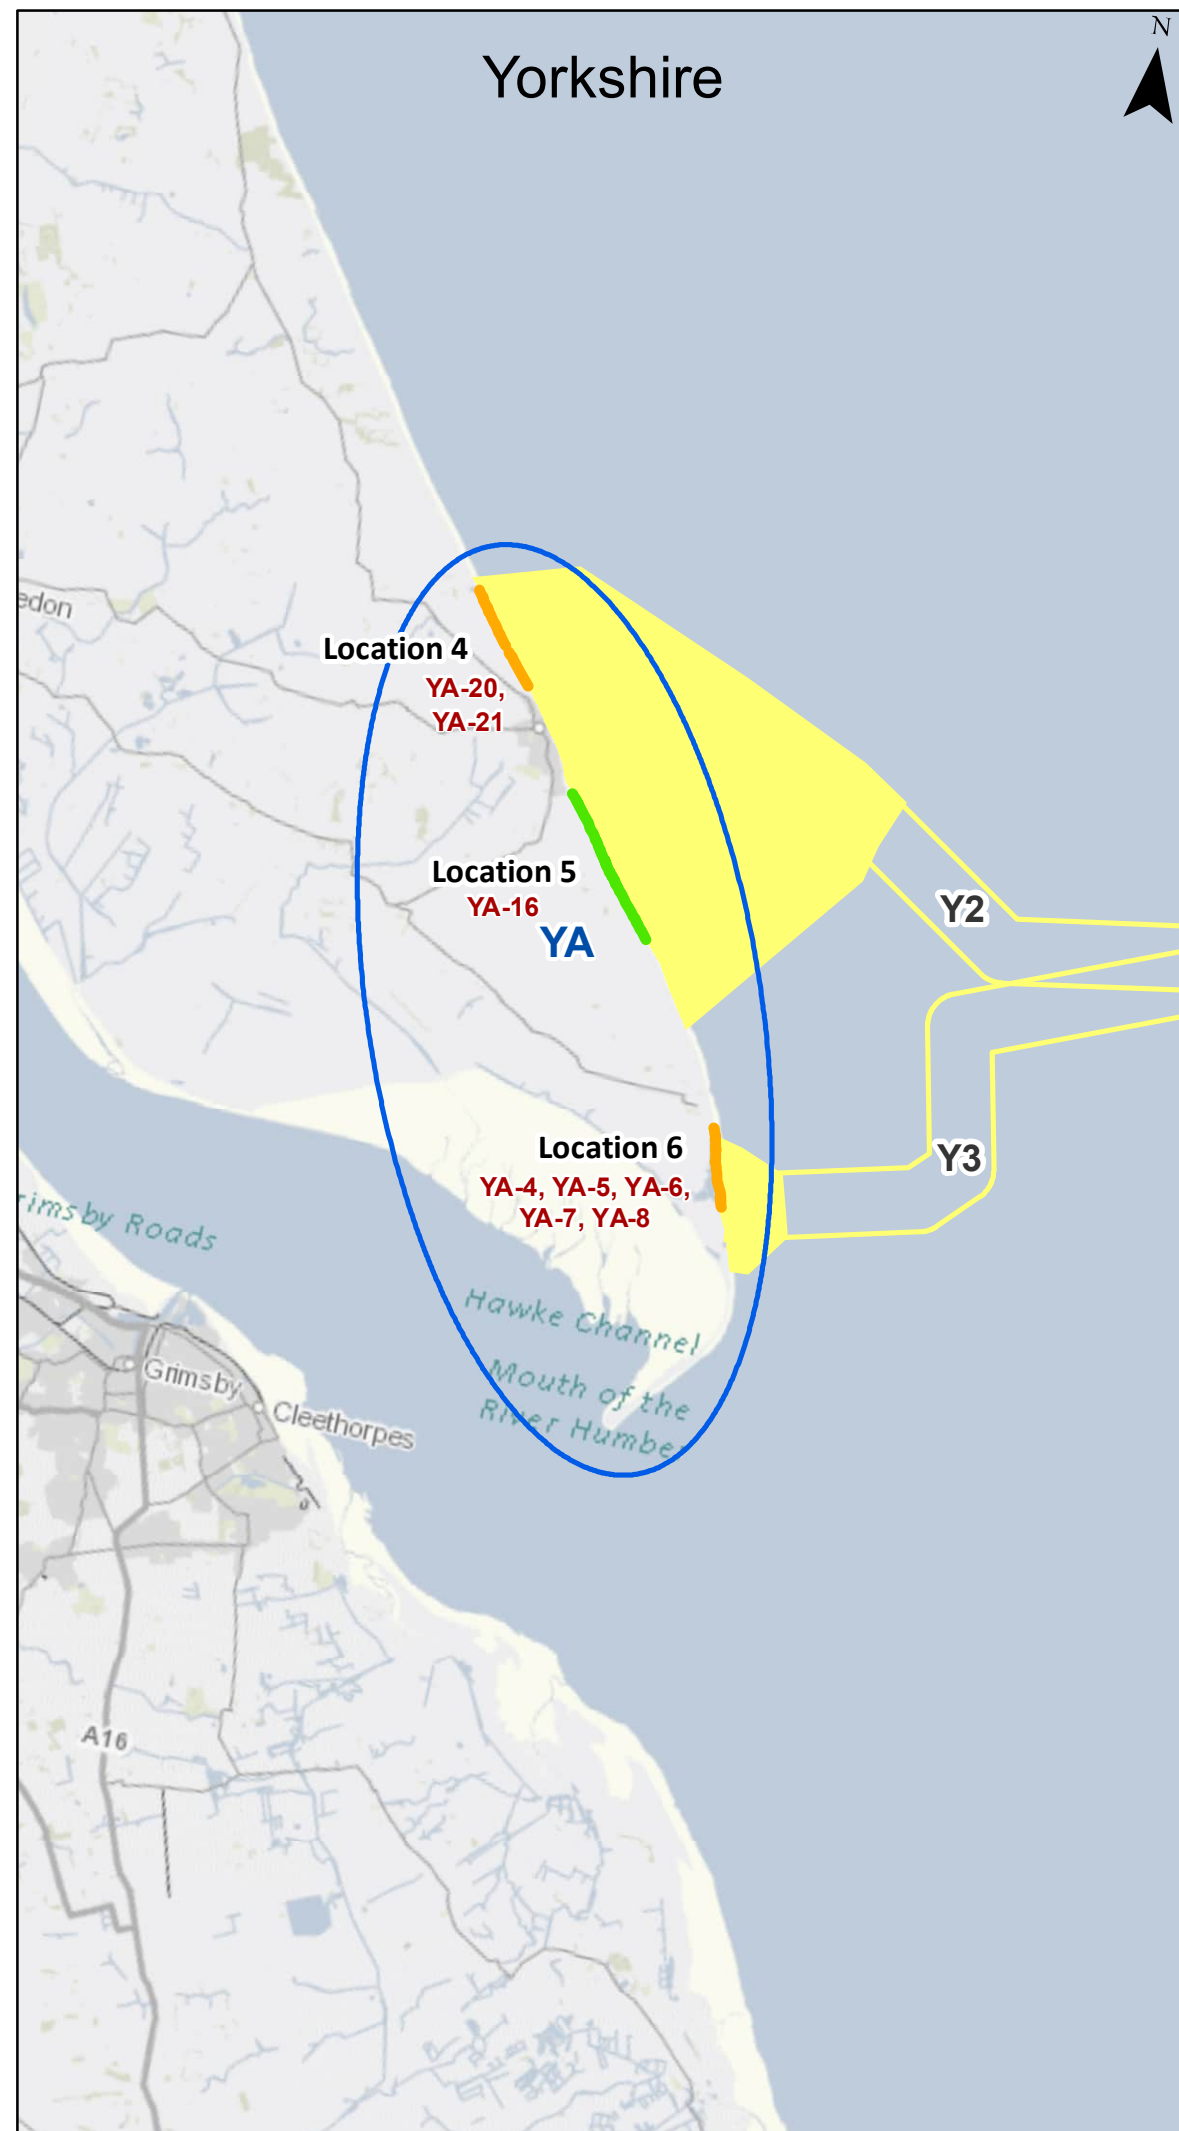 N
Yorkshire
edon
Location 4
YA-20,
YA-21
Location 5
YA-16
YA
Y2
Location 6
YA-4, YA-5, YA-6,
YA-7, YA-8
Y3
rimsby Roads
Hawke Channel
Mouth of the
River Humber
Grimsby
Cleethorpes
A16